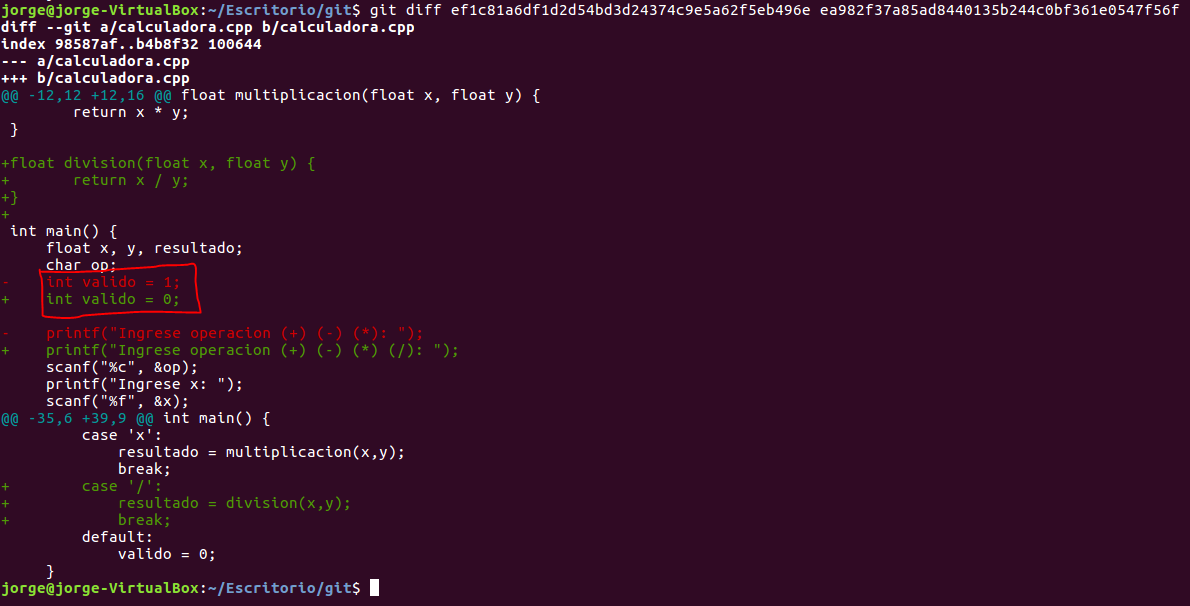 jorge@jorge-VirtualBox:~/Escritorio/git$ git diff ef1c81a6df1d2d54bd3d24374c9e5a62f5eb496e ea982f37a85ad8440135b244c0bf361e0547f56f
diff --git a/calculadora.cpp b/calculadora.cpp
index 98587af..b4b8f32 100644
--- a/calculadora.cpp
+++ b/calculadora.cpp
@@ -12,12 +12,16 @@ float multiplicacion(float x, float y) {
        return x * y;
 }

+float division(float x, float y) {
+       return x / y;
+}
+
 int main() {
     float x, y, resultado;
     char op;
-    int valido = 1;
+    int valido = 0;

-    printf("Ingrese operacion (+) (-) (*): ");
+    printf("Ingrese operacion (+) (-) (*) (/): ");
     scanf("%c", &op);
     printf("Ingrese x: ");
     scanf("%f", &x);
@@ -35,6 +39,9 @@ int main() {
         case 'x':
             resultado = multiplicacion(x,y);
             break;
+        case '/':
+            resultado = division(x,y);
+            break;
         default:
             valido = 0;
     }
jorge@jorge-VirtualBox:~/Escritorio/git$